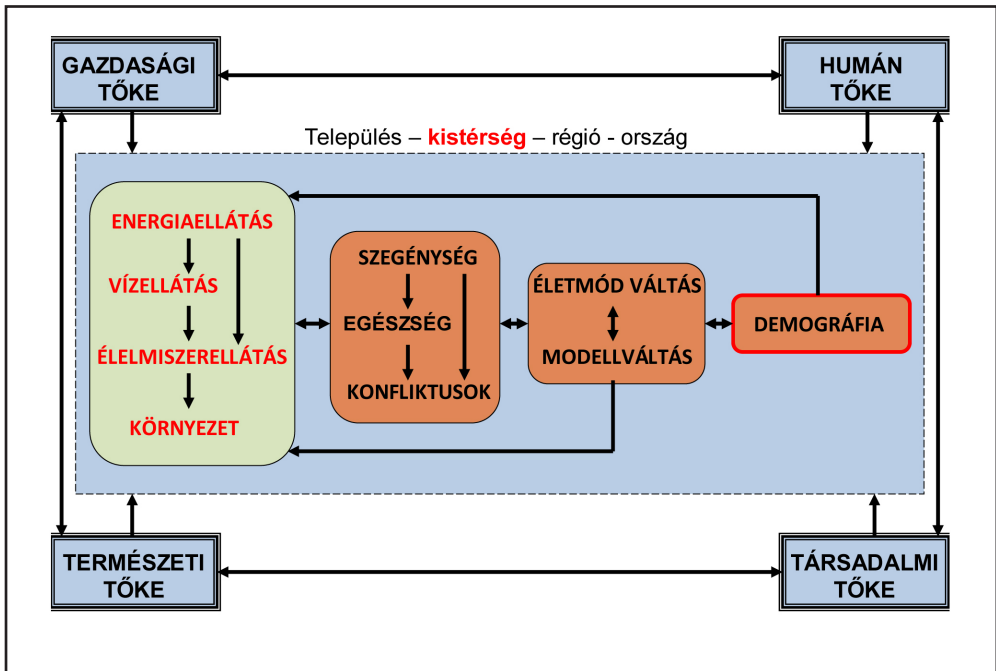 GAZDASÁGI
TŐKE
HUMÁN
TŐKE
Település – kistérség – régió - ország
ENERGIAELLÁTÁS
VÍZELLÁTÁS
ÉLELMISZERELLÁTÁS
KÖRNYEZET
SZEGÉNYSÉG
EGÉSZSÉG
KONFLIKTUSOK
ÉLETMÓD VÁLTÁS
MODELLVÁLTÁS
DEMOGRÁFIA
TERMÉSZETI
TŐKE
TÁRSADALMI
TŐKE